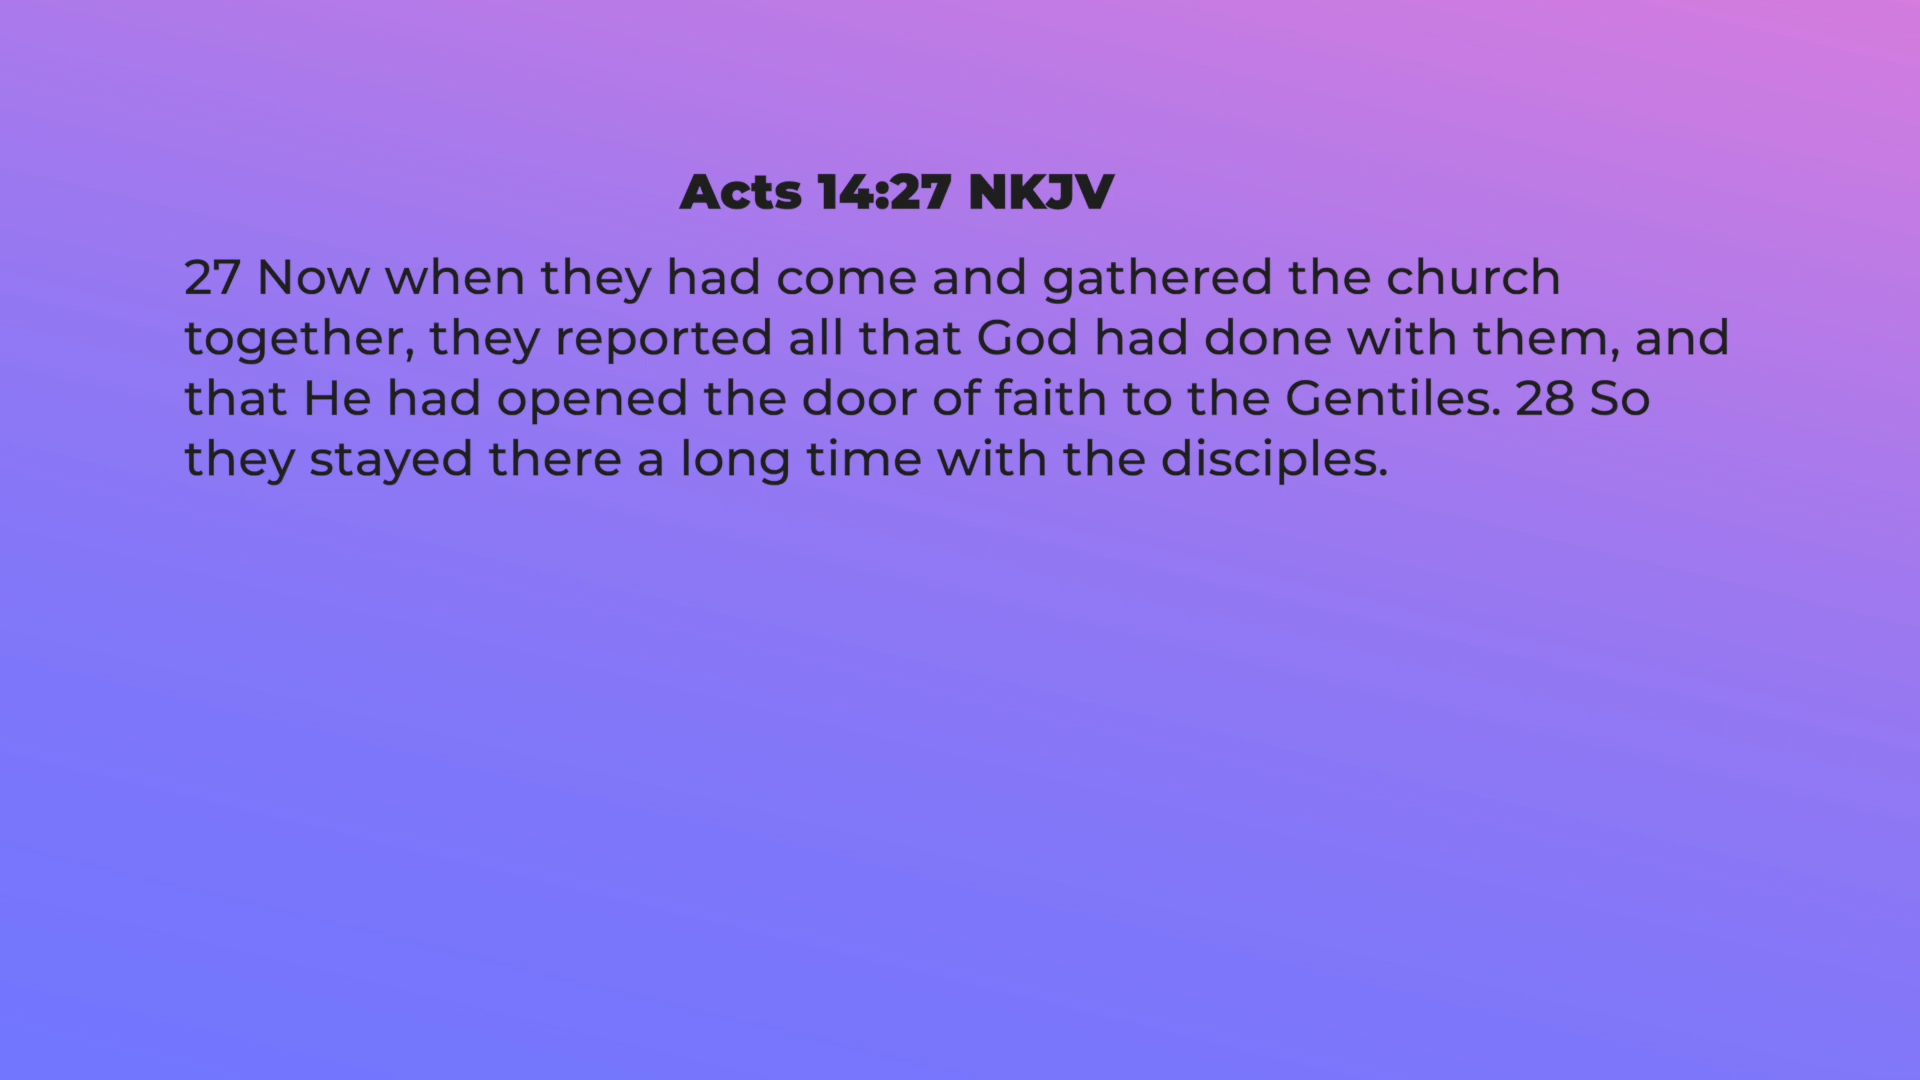 Acts 14:27 NKJV
27 Now when they had come and gathered the church
together, they reported all that God had done with them, and
that He had opened the door of faith to the Gentiles. 28 So
they stayed there a long time with the disciples.